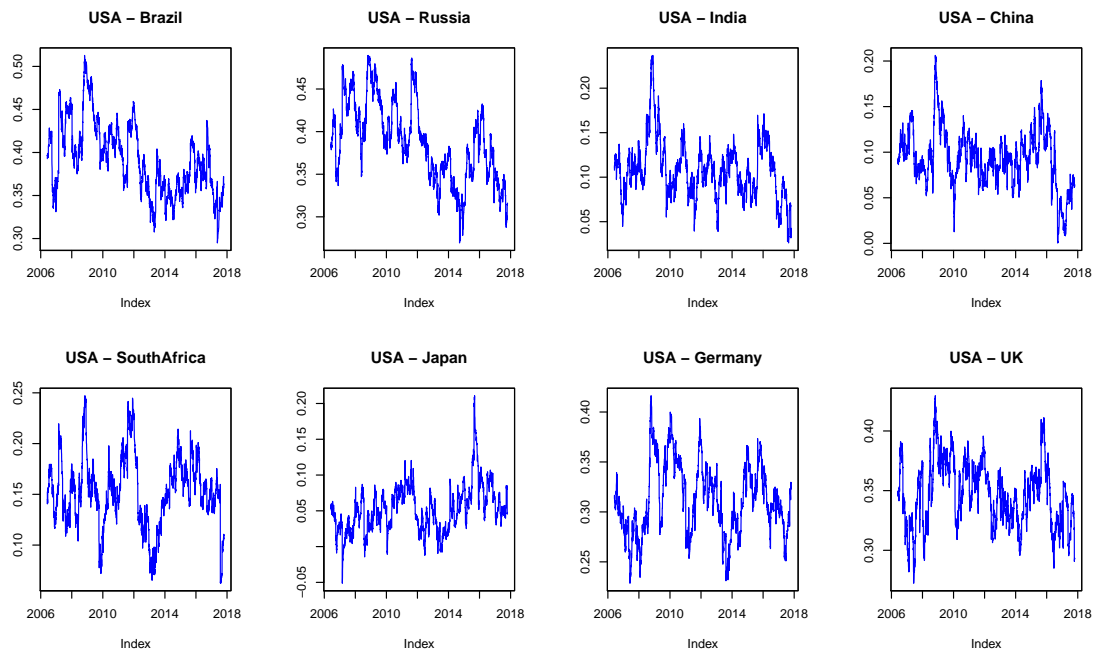 USA − Brazil
0.30 0.35 0.40 0.45 0.50
2006 2010 2014 2018
Index
USA − Russia
0.30 0.35 0.40 0.45
2006 2010 2014 2018
Index
USA − India
0.05 0.10 0.15 0.20
2006 2010 2014 2018
Index
USA − China
0.00 0.05 0.10 0.15 0.20
2006 2010 2014 2018
Index
USA − SouthAfrica
0.10 0.15 0.20 0.25
2006 2010 2014 2018
Index
USA − Japan
−0.05 0.05 0.10 0.15 0.20
2006 2010 2014 2018
Index
USA − Germany
0.25 0.30 0.35 0.40
2006 2010 2014 2018
Index
USA − UK
0.30 0.35 0.40
2006 2010 2014 2018
Index